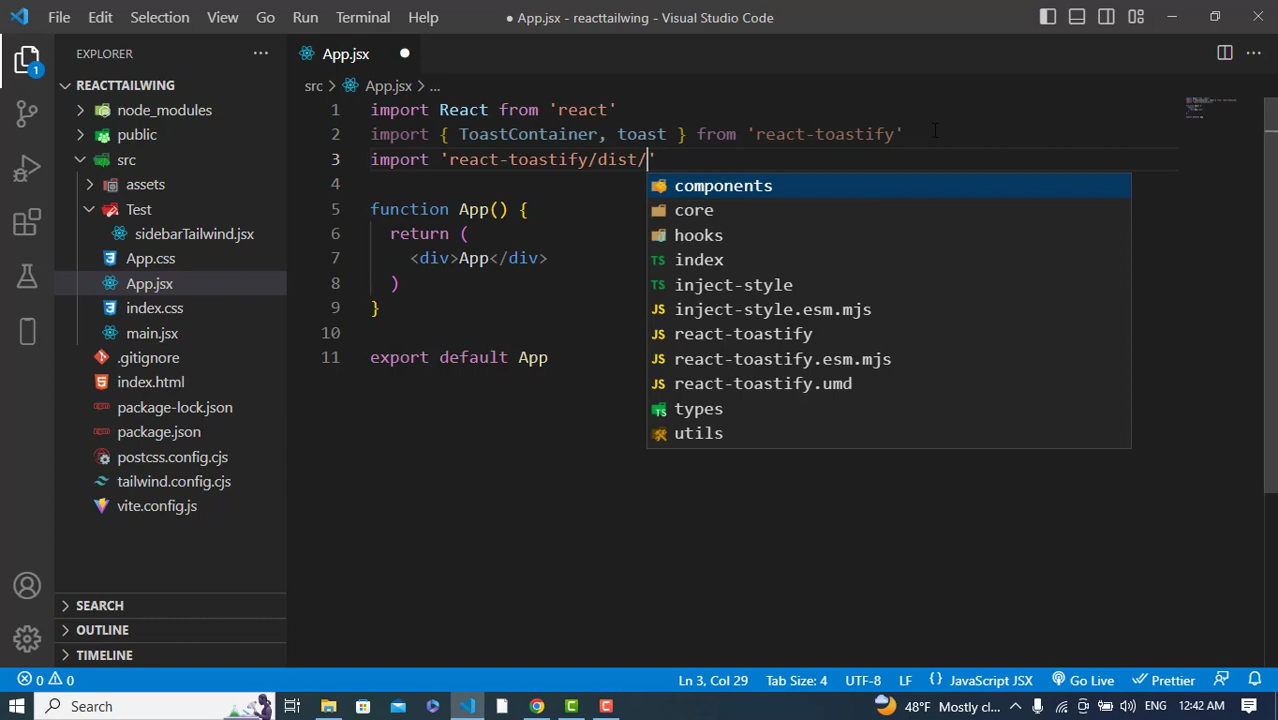 File Edit Selection View Go Run Terminal Help
● App.jsx - reacttailwing - Visual Studio Code
EXPLORER
1
REACTTAILWING
node_modules
public
src
assets
Test
sidebarTailwind.jsx
App.css
App.jsx
index.css
main.jsx
.gitignore
index.html
package-lock.json
package.json
postcss.config.cjs
tailwind.config.cjs
vite.config.js
SEARCH
OUTLINE
TIMELINE
App.jsx
src > App.jsx > ...
1 import React from 'react'
2 import { ToastContainer, toast } from 'react-toastify'
3 import 'react-toastify/dist/'
4
5 function App() {
6 return (
7 <div>App</div>
8 )
9 }
10
11 export default App
components
core
hooks
TS index
TS inject-style
JS inject-style.esm.mjs
JS react-toastify
JS react-toastify.esm.mjs
JS react-toastify.umd
types
utils
0 0
Ln 3, Col 29 Tab Size: 4 UTF-8 LF {} JavaScript JSX Go Live Prettier
Search
48°F Mostly cl... ENG 12:42 AM